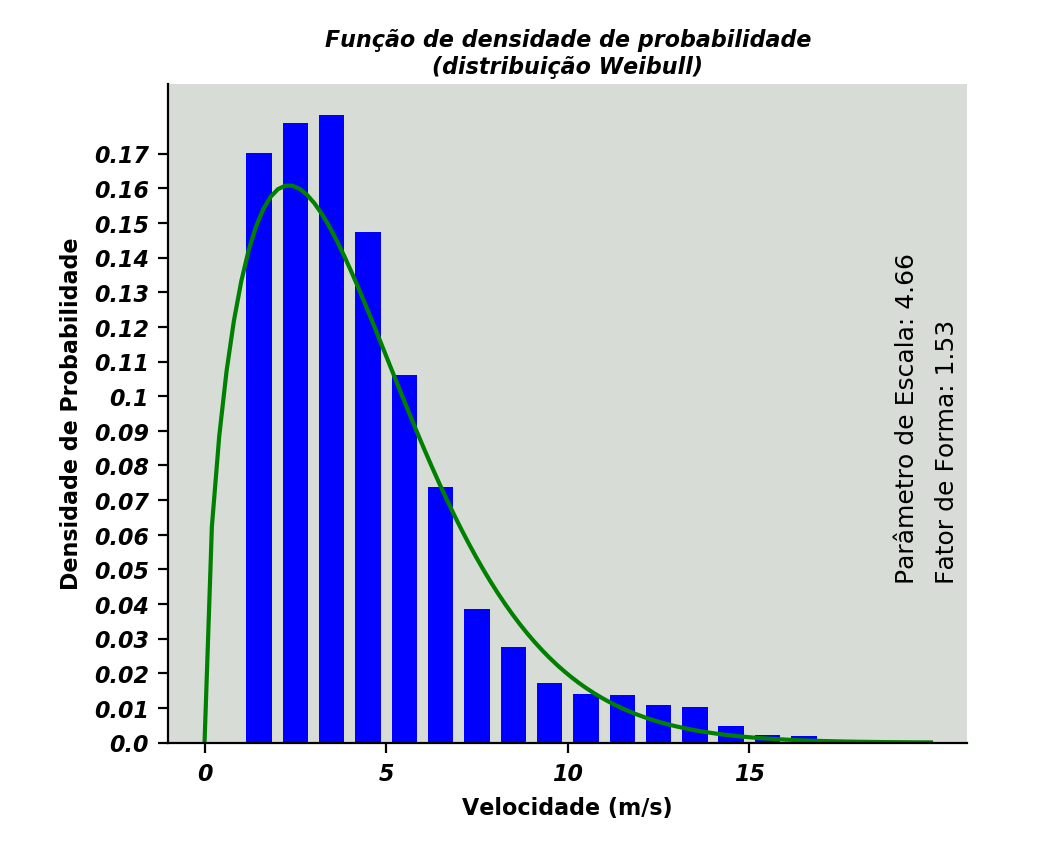 Função de densidade de probabilidade
(distribuição Weibull)
0.17
0.16
0.15
0.14
0.13
0.12
0.11
0.1
0.09
0.08
0.07
0.06
0.05
0.04
0.03
0.02
0.01
0.0
Densidade de Probabilidade
Parâmetro de Escala: 4.66
Fator de Forma: 1.53
0 5 10 15
Velocidade (m/s)